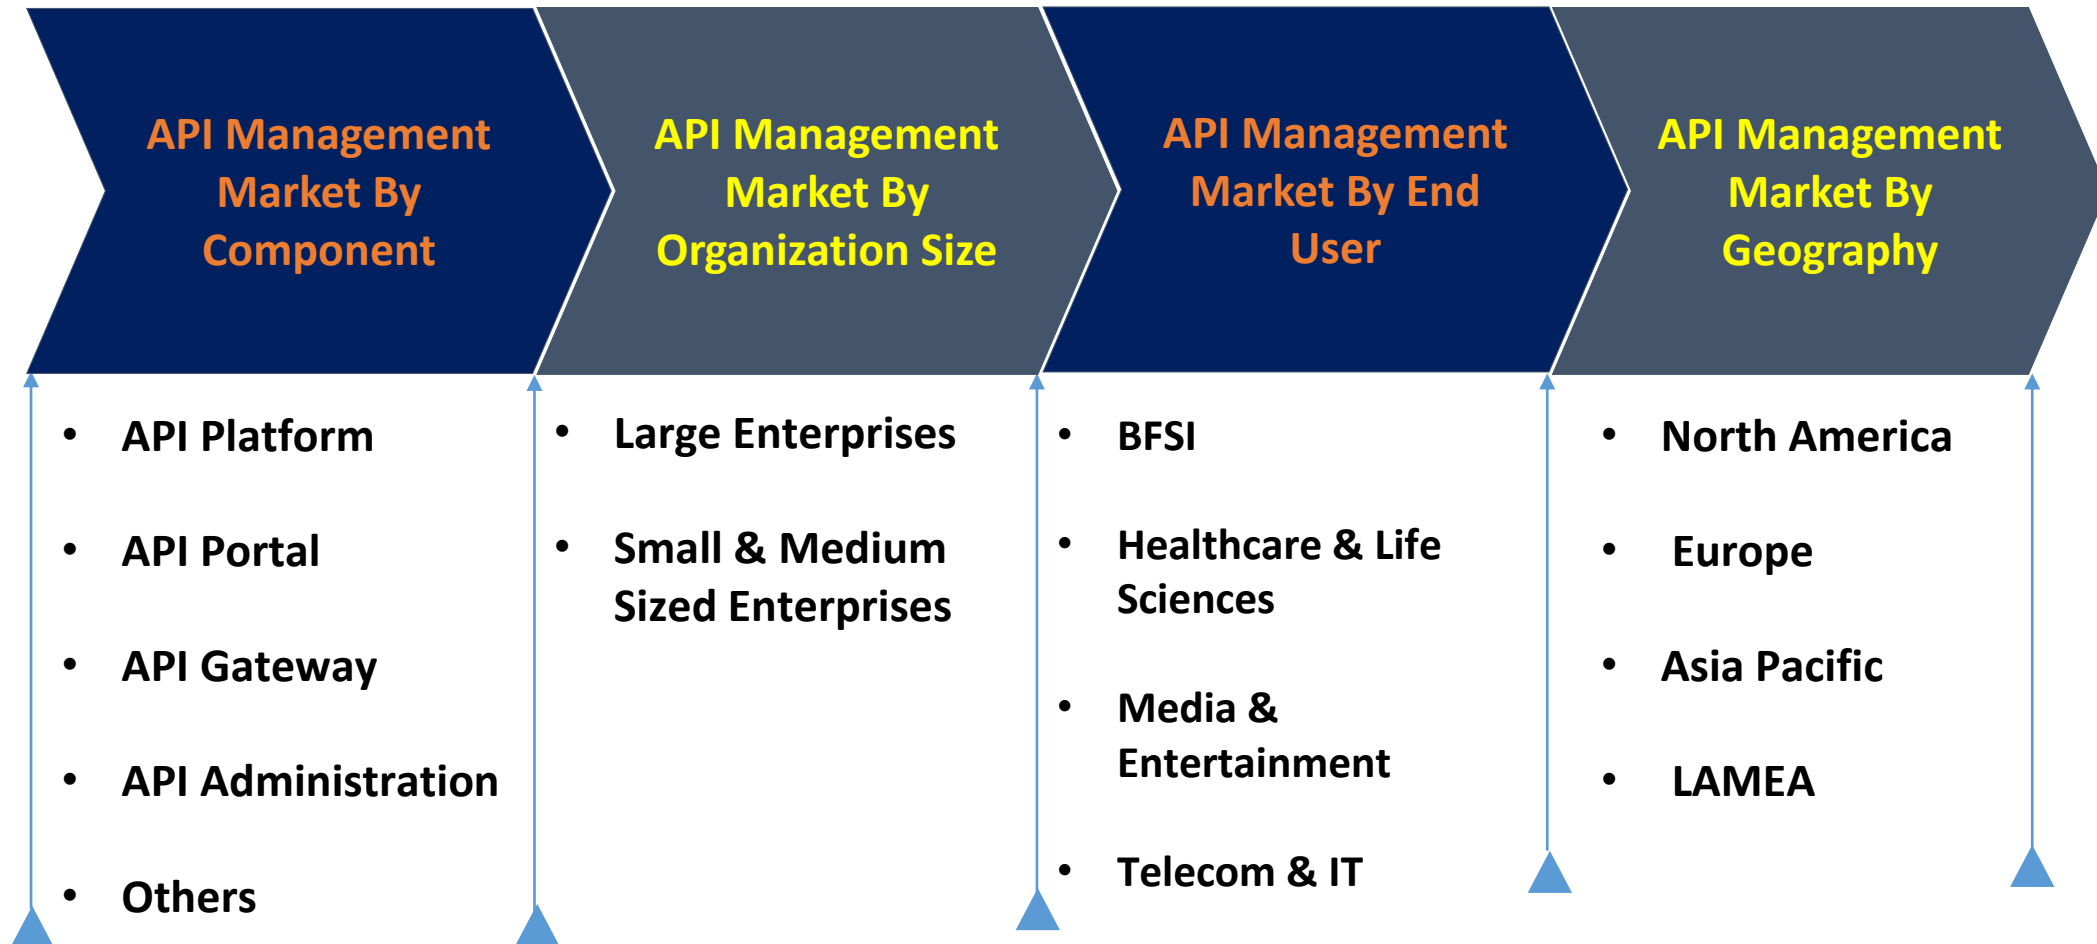 API Management
Market By
Component
API Management
Market By
Organization Size
API Management
Market By End
User
API Management
Market By
Geography
• API Platform
• API Portal
• API Gateway
• API Administration
• Others
• Large Enterprises
• Small & Medium
Sized Enterprises
• BFSI
• Healthcare & Life
Sciences
• Media &
Entertainment
• Telecom & IT
• North America
• Europe
• Asia Pacific
• LAMEA